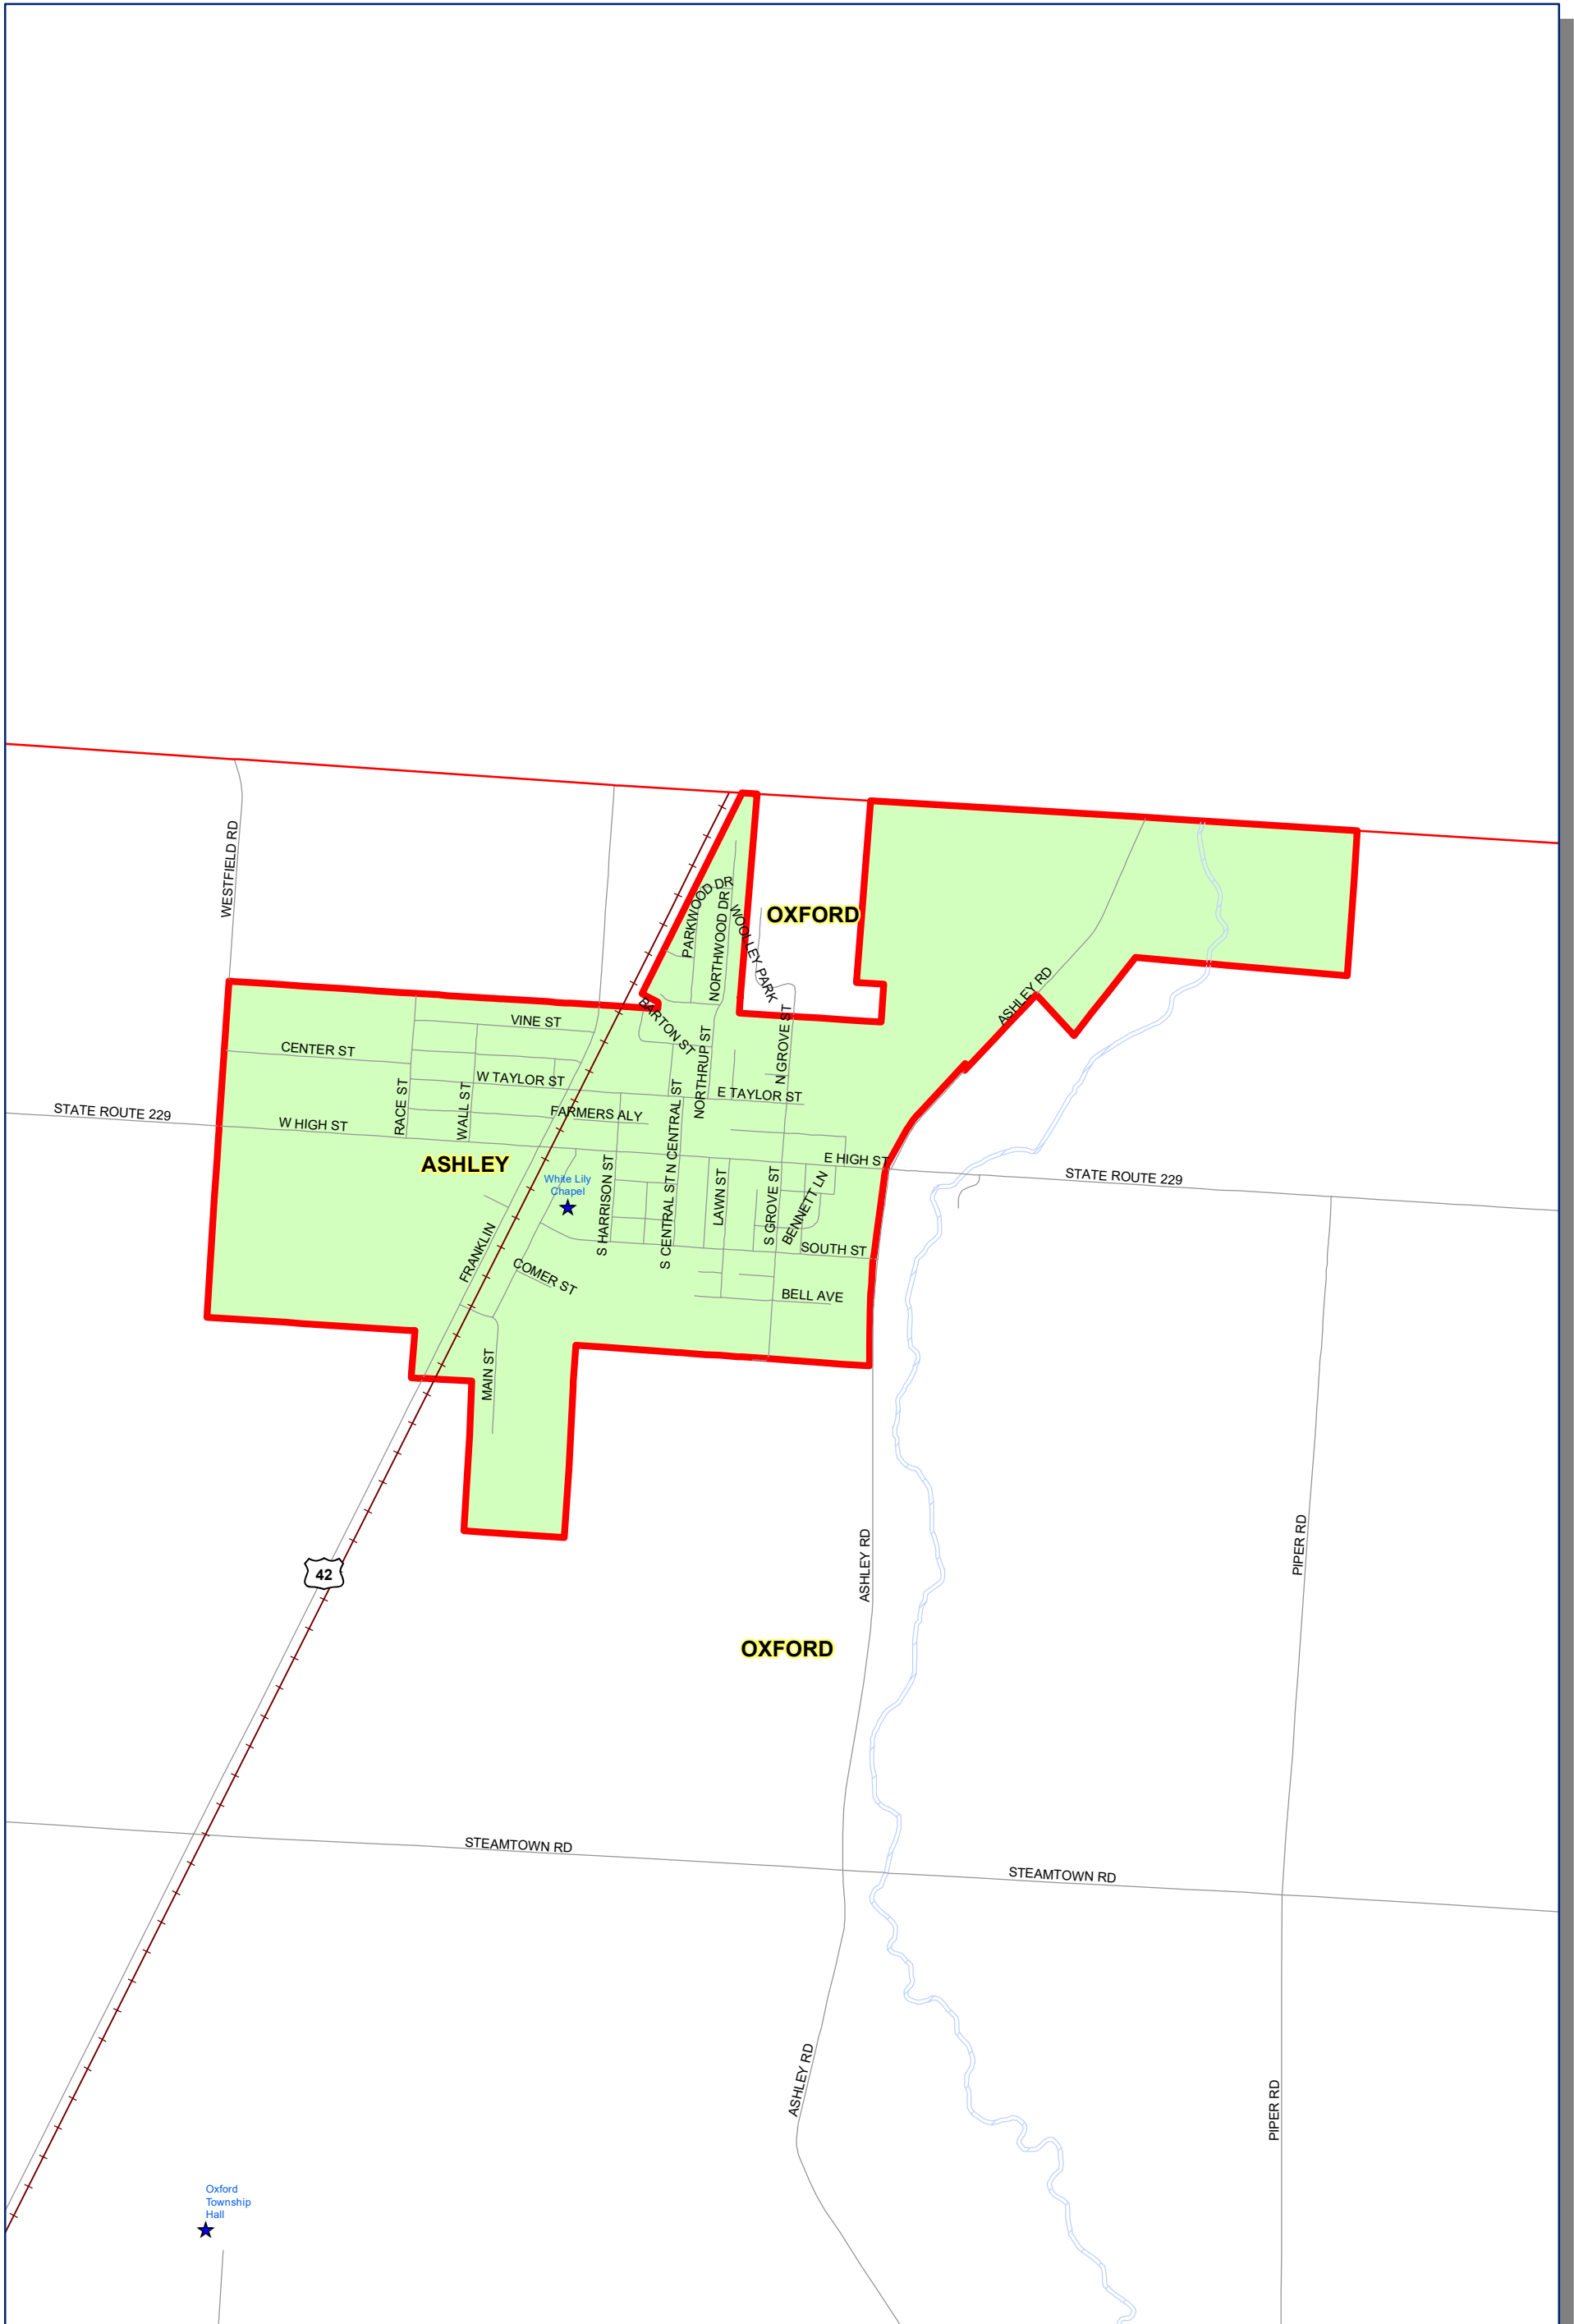 WESTFIELD RD
PARKWOOD DR
NORTHWOOD DR
WOOLLEY PARK
OXFORD
ASHLEY RD
BARTON ST
VINE ST
CENTER ST
NORTHRUP ST
N GROVE ST
W TAYLOR ST
E TAYLOR ST
RACE ST
WALL ST
FARMERS ALY
STATE ROUTE 229
W HIGH ST
N CENTRAL ST
E HIGH ST
STATE ROUTE 229
ASHLEY
White Lily
Chapel
S HARRISON ST
S CENTRAL ST
LAWN ST
S GROVE ST
BENNETT LN
SOUTH ST
FRANKLIN
COMER ST
BELL AVE
MAIN ST
42
ASHLEY RD
PIPER RD
OXFORD
STEAMTOWN RD
STEAMTOWN RD
ASHLEY RD
PIPER RD
Oxford
Township
Hall